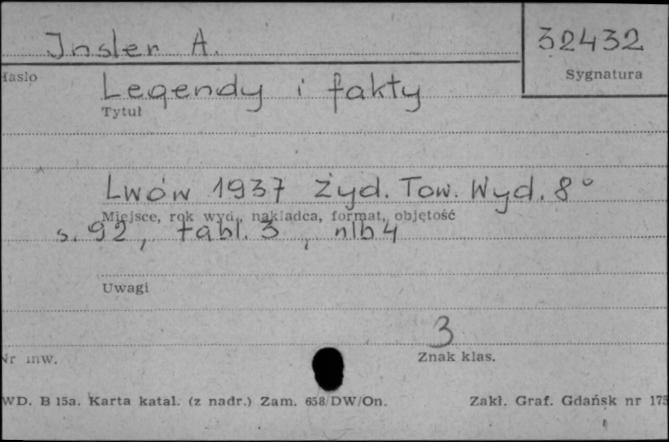 Insler A.
32432
Hasło
Sygnatura
Legendy i fakty
Tytuł
Lwów 1937 Żyd. Tow. Wyd. 8°
Miejsce, rok wyd., nakładca, format, objętość
s. 92, tabl. 3, nlb 4
Uwagi
3
Nr inw.
Znak klas.
WD. B 15a. Karta katal. (z nadr.) Zam. 658/DW/On.
Zakł. Graf. Gdańsk nr 175